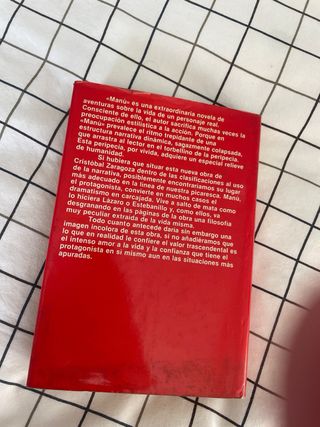 «Manù» es una extraordinaria novela de
aventuras sobre la vida de un personaje real.
Consciente de ello, el autor sacrifica muchas veces la
preocupación estilística a la acción. Porque en
«Manù» prevalece el ritmo trepidante de una
estructura narrativa dinámica, sagazmente colapsada,
que arrastra al lector en el torbellino de la peripecia.
Esta peripecia, por vivida, adquiere un especial relieve
de humanidad.
Si hubiera que situar esta nueva obra de
Cristóbal Zaragoza dentro de las clasificaciones al uso
de la narrativa, posiblemente encontraríamos su lugar
más adecuado en la línea de nuestra picaresca. Manù,
el protagonista, convierte en muchos casos el
dramatismo en carcajada. Vive a salto de mata como
lo hiciera Lázaro o Estebanillo y, como ellos, va
desgranando en las páginas de la obra una filosofía
muy peculiar extraída de la vida misma.
Todo cuanto antecede daría sin embargo una
imagen incolora de esta obra, si no añadiéramos que
lo que en realidad le confiere el valor trascendental es
el intenso amor a la vida y la confianza que tiene el
protagonista en sí mismo aun en las situaciones más
apuradas.